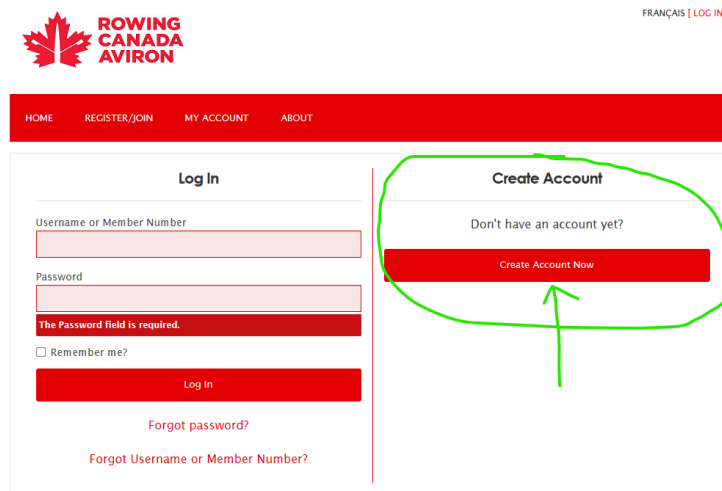 ROWING
CANADA
AVIRON
FRANÇAIS [ LOG IN
HOME REGISTER/JOIN MY ACCOUNT ABOUT
Log In
Username or Member Number
Password
The Password field is required.
Remember me?
Log In
Forgot password?
Forgot Username or Member Number?
Create Account
Don't have an account yet?
Create Account Now